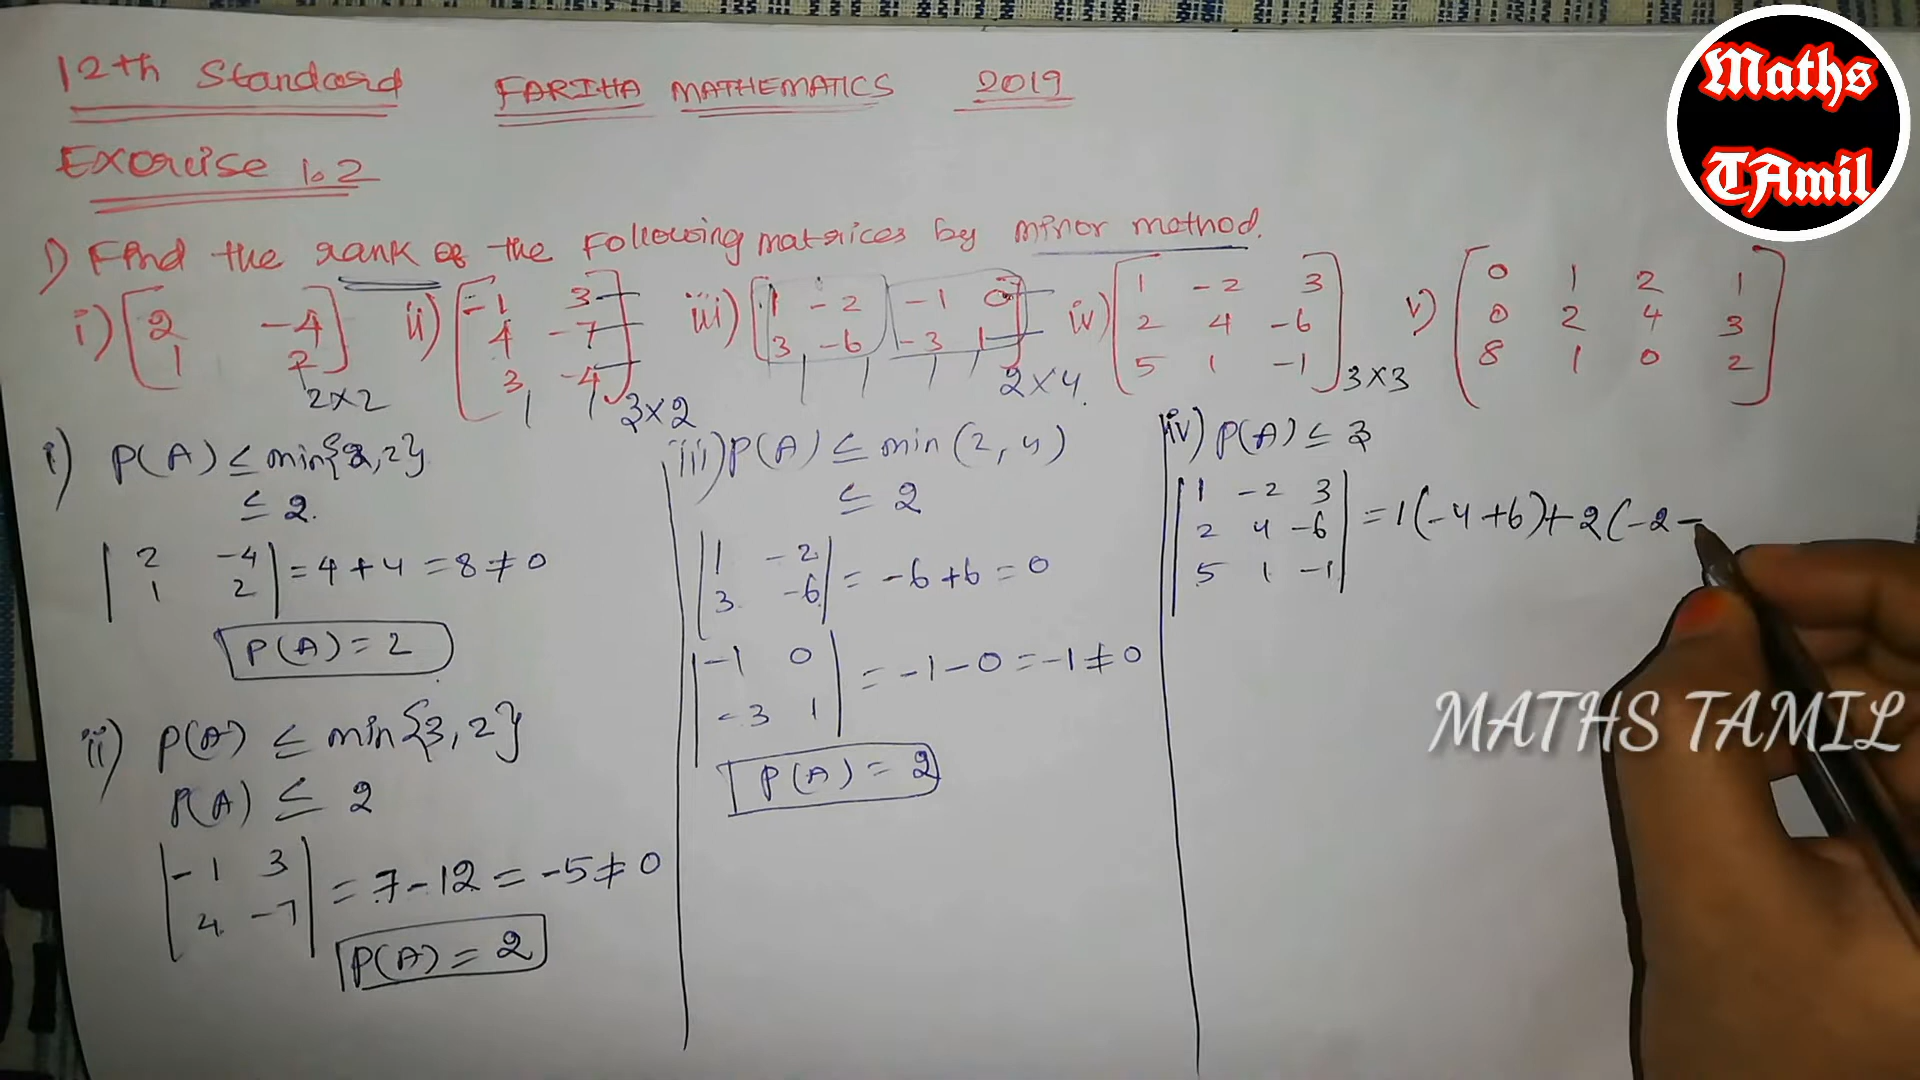 12th Standard FARIHA MATHEMATICS 2019
Exercise 1.2
1) Find the rank of the following matrices by minor method.
i) [2 -4
1 2] 2×2
ii) [-1 3
4 -7
3 -4] 3×2
iii) [1 -2 -1 0
3 -6 -3 1] 2×4
iv) [1 -2 3
2 4 -6
5 1 -1] 3×3
v) [0 1 2 1
0 2 4 3
8 1 0 2]
i) P(A) ≤ min{2,2}
≤ 2.
|2 -4
1 2| = 4+4 = 8 ≠ 0
P(A) = 2
ii) P(A) ≤ min{3,2}
P(A) ≤ 2
|-1 3
4 -7| = 7-12 = -5 ≠ 0
P(A) = 2
iii) P(A) ≤ min(2,4)
≤ 2
|1 -2
3 -6| = -6+6 = 0
|-1 0
-3 1| = -1-0 = -1 ≠ 0
P(A) = 2
iv) P(A) ≤ 3
|1 -2 3
2 4 -6
5 1 -1| = 1(-4+6)+2(-2-
Maths
TAmil
MATHS TAMIL